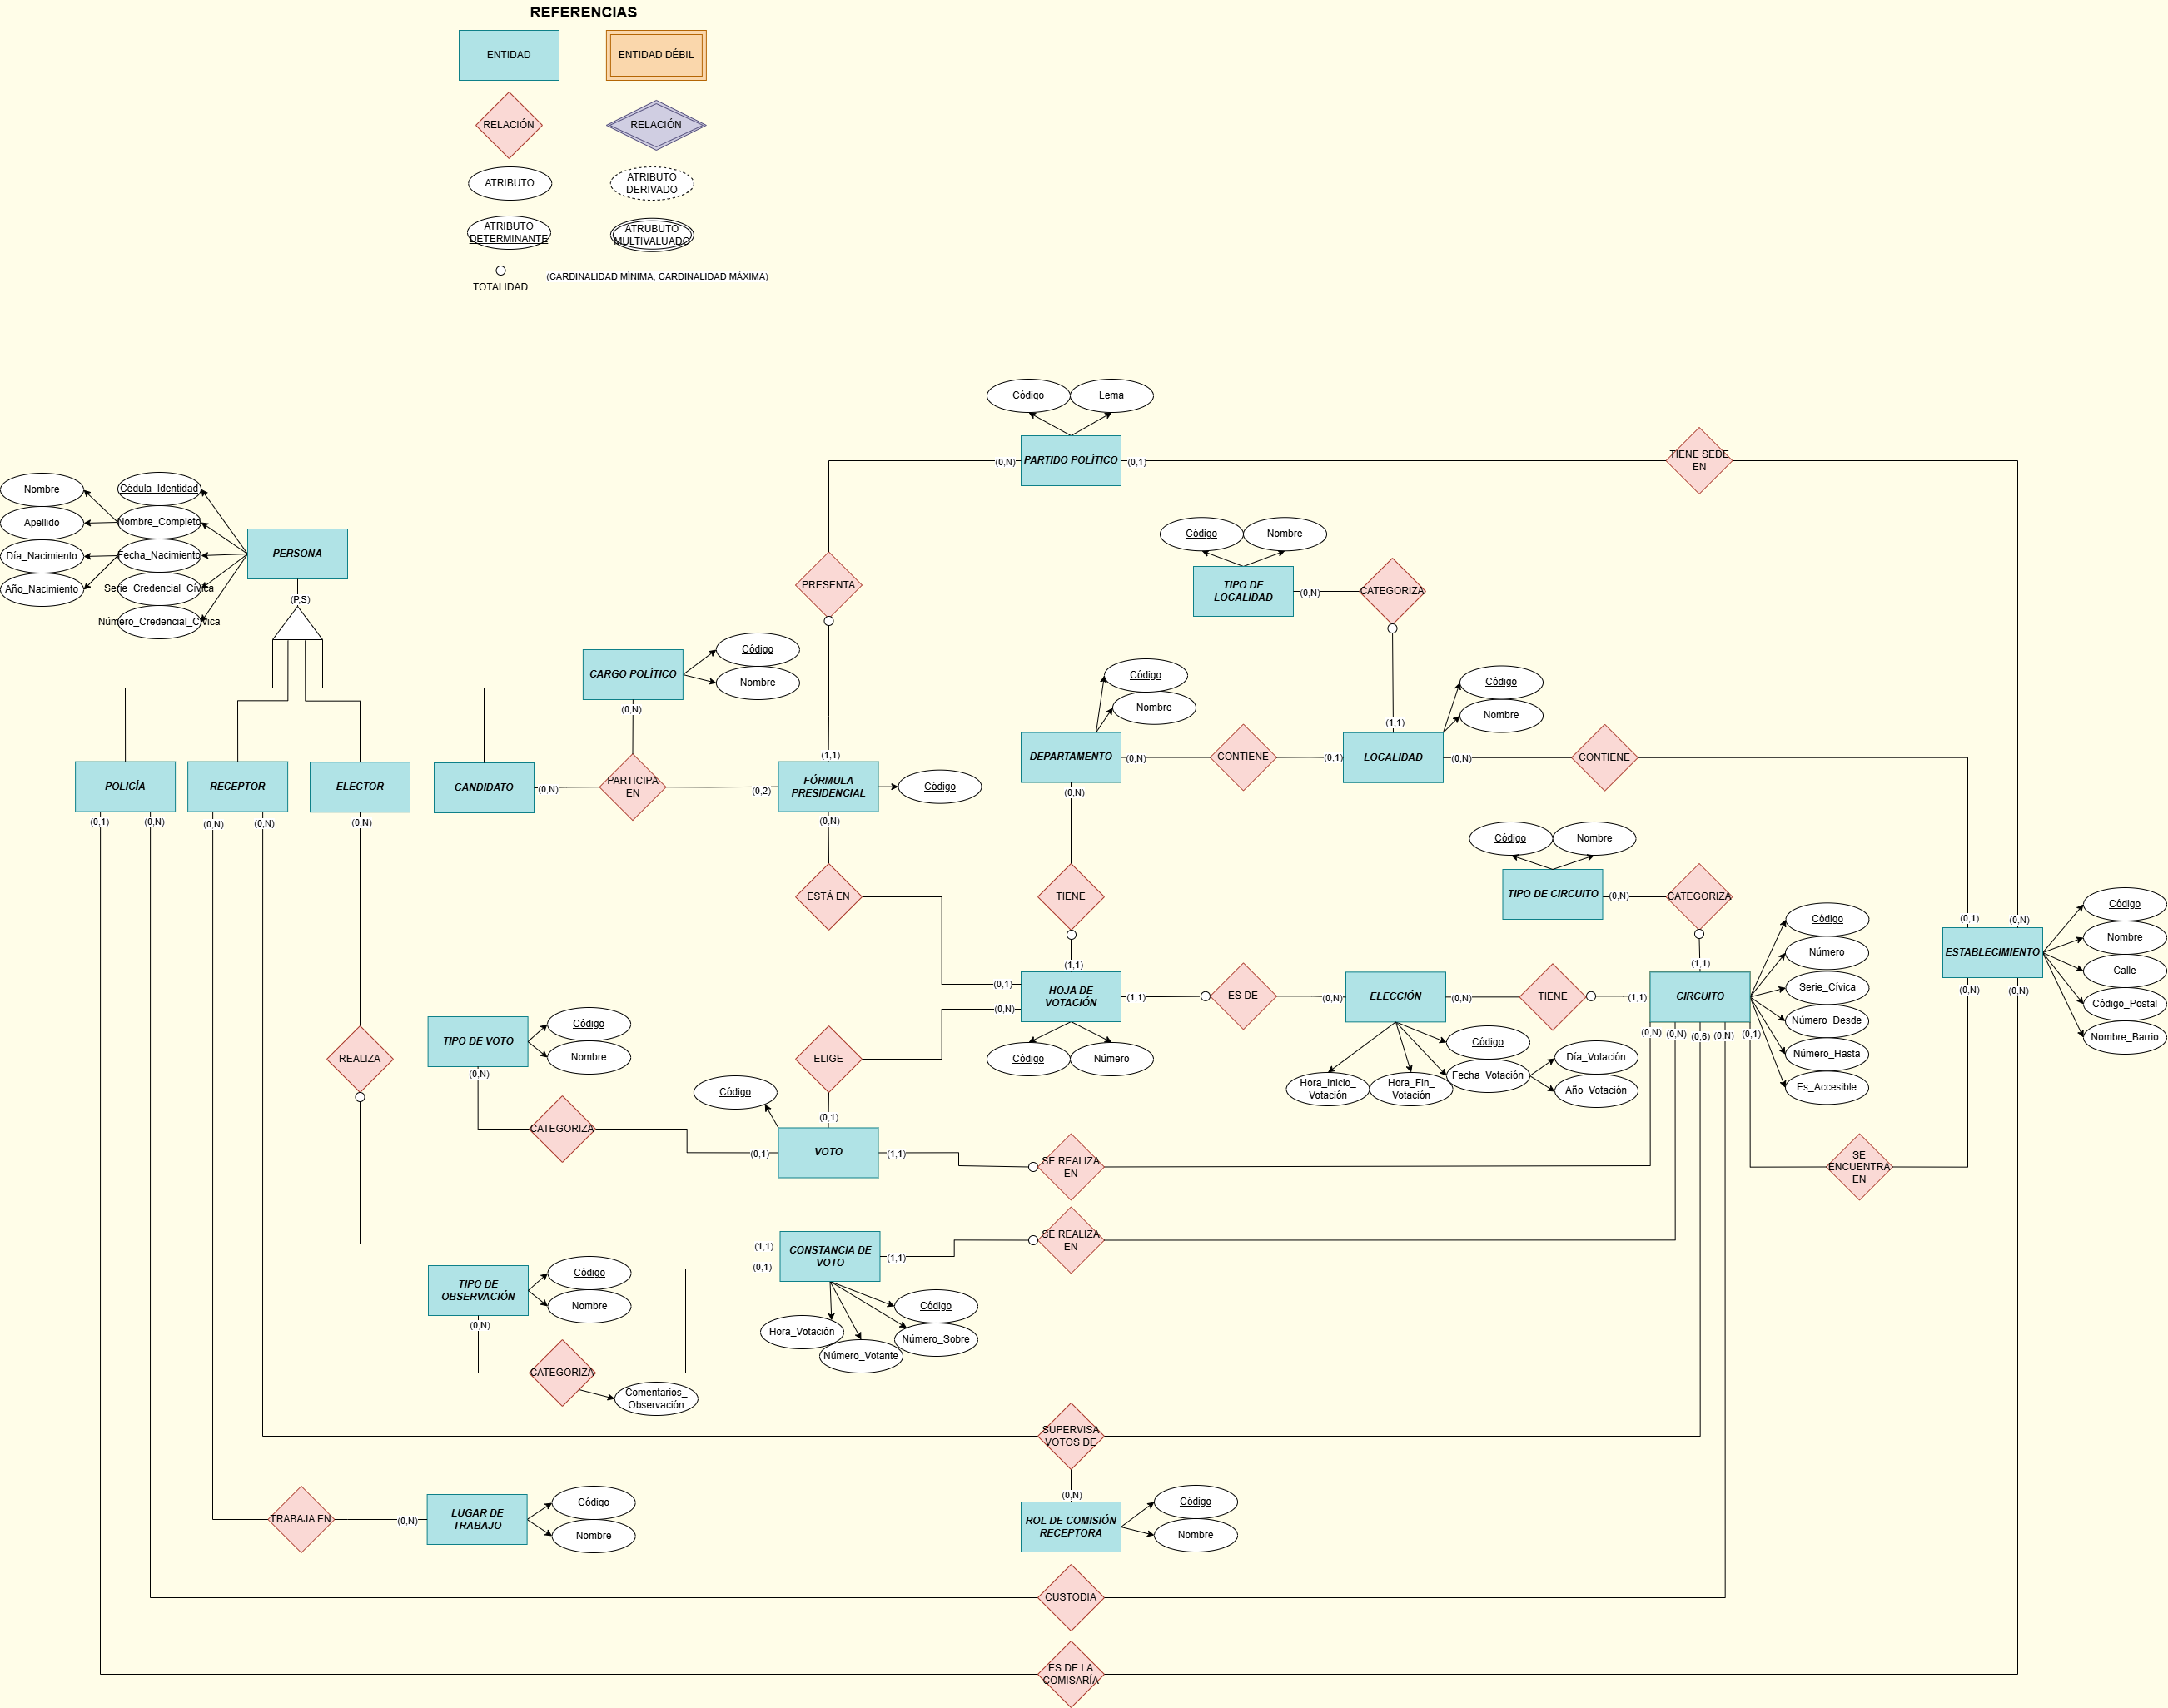 REFERENCIAS
ENTIDAD
ENTIDAD DÉBIL
RELACIÓN
RELACIÓN
ATRIBUTO
ATRIBUTO
DERIVADO
ATRIBUTO
DETERMINANTE
ATRUBUTO
MULTIVALUADO
TOTALIDAD
(CARDINALIDAD MÍNIMA, CARDINALIDAD MÁXIMA)
Código
Lema
PARTIDO POLÍTICO
(0,N)
(0,1)
TIENE SEDE
EN
Nombre
Cédula_Identidad
Apellido
Nombre_Completo
Día_Nacimiento
Fecha_Nacimiento
Año_Nacimiento
Serie_Credencial_Cívica
Número_Credencial_Cívica
PERSONA
(P,S)
PRESENTA
Código
Nombre
TIPO DE
LOCALIDAD
(0,N)
CATEGORIZA
CARGO POLÍTICO
Código
Nombre
(0,N)
(1,1)
DEPARTAMENTO
Código
Nombre
(0,N)
(0,N)
CONTIENE
(0,1)
(1,1)
LOCALIDAD
Código
Nombre
(0,N)
CONTIENE
POLICÍA
RECEPTOR
ELECTOR
CANDIDATO
(0,N)
PARTICIPA
EN
(0,2)
FÓRMULA
PRESIDENCIAL
Código
(0,N)
(0,1)
(0,N)
(0,N)
(0,N)
(0,N)
ESTÁ EN
TIENE
Código
Nombre
TIPO DE CIRCUITO
(0,N)
CATEGORIZA
(1,1)
(0,1)
(0,N)
ESTABLECIMIENTO
(0,N)
(0,N)
Código
Nombre
Calle
Código_Postal
Nombre_Barrio
(1,1)
(0,1)
(0,N)
HOJA DE
VOTACIÓN
Código
Número
(1,1)
ES DE
(0,N)
ELECCIÓN
(0,N)
TIENE
(1,1)
CIRCUITO
Código
Número
Serie_Cívica
Número_Desde
Número_Hasta
Es_Accesible
(0,N)
(0,N)
(0,6)
(0,N)
(0,1)
Hora_Inicio_
Votación
Hora_Fin_
Votación
Código
Fecha_Votación
Día_Votación
Año_Votación
REALIZA
TIPO DE VOTO
Código
Nombre
(0,N)
CATEGORIZA
ELIGE
Código
(0,1)
(0,1)
VOTO
(1,1)
SE REALIZA
EN
SE
ENCUENTRA
EN
(1,1)
(0,1)
CONSTANCIA DE
VOTO
(1,1)
SE REALIZA
EN
TIPO DE
OBSERVACIÓN
Código
Nombre
(0,N)
CATEGORIZA
Comentarios_
Observación
Hora_Votación
Número_Votante
Código
Número_Sobre
SUPERVISA
VOTOS DE
(0,N)
TRABAJA EN
(0,N)
LUGAR DE
TRABAJO
Código
Nombre
ROL DE COMISIÓN
RECEPTORA
Código
Nombre
CUSTODIA
ES DE LA
COMISARÍA